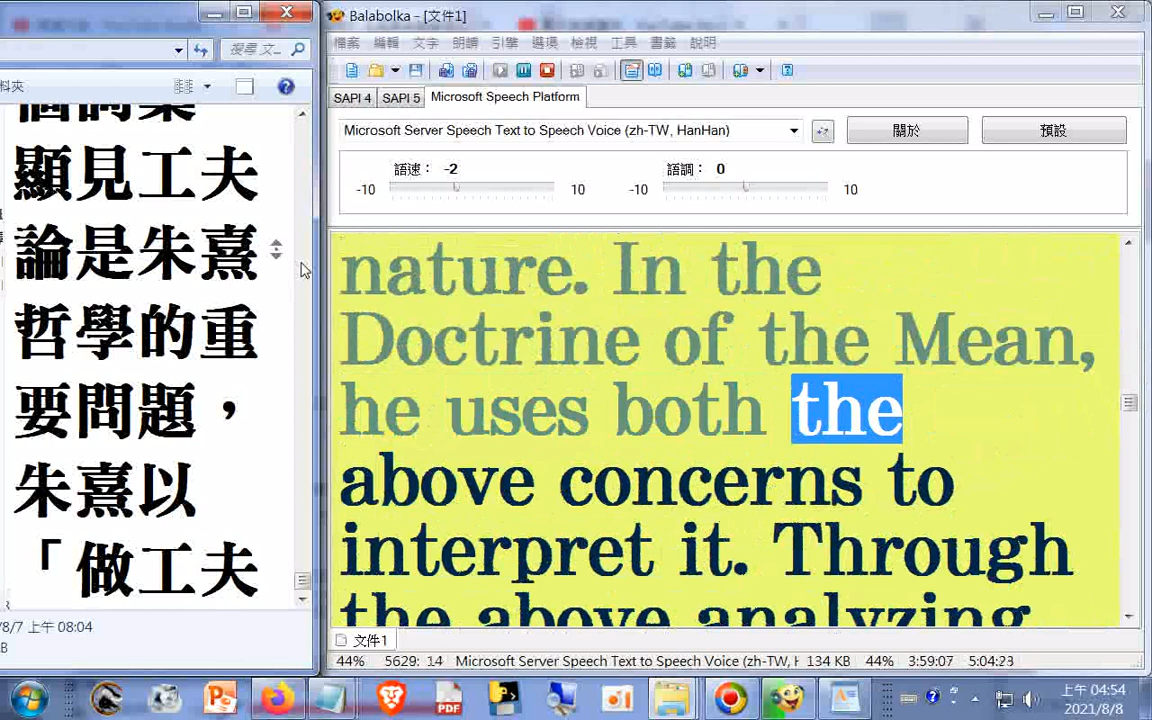 Balabolka - [文件1]
搜尋 文...
檔案 編輯 文字 朗讀 引擎 選項 檢視 工具 書籤 說明
料夾
SAPI 4 SAPI 5 Microsoft Speech Platform
Microsoft Server Speech Text to Speech Voice (zh-TW, HanHan) 關於 預設
語速： -2 語調： 0
-10 10 -10 10
個詞彙
顯見工夫
論是朱熹
哲學的重
要問題，
朱熹以
「做工夫
nature. In the
Doctrine of the Mean,
he uses both the
above concerns to
interpret it. Through
the above analyzing
/8/7 上午 08:04
文件1
44% 5629: 14 Microsoft Server Speech Text to Speech Voice (zh-TW, H 134 KB 44% 3:59:07 5:04:23
上午 04:54
2021/8/8